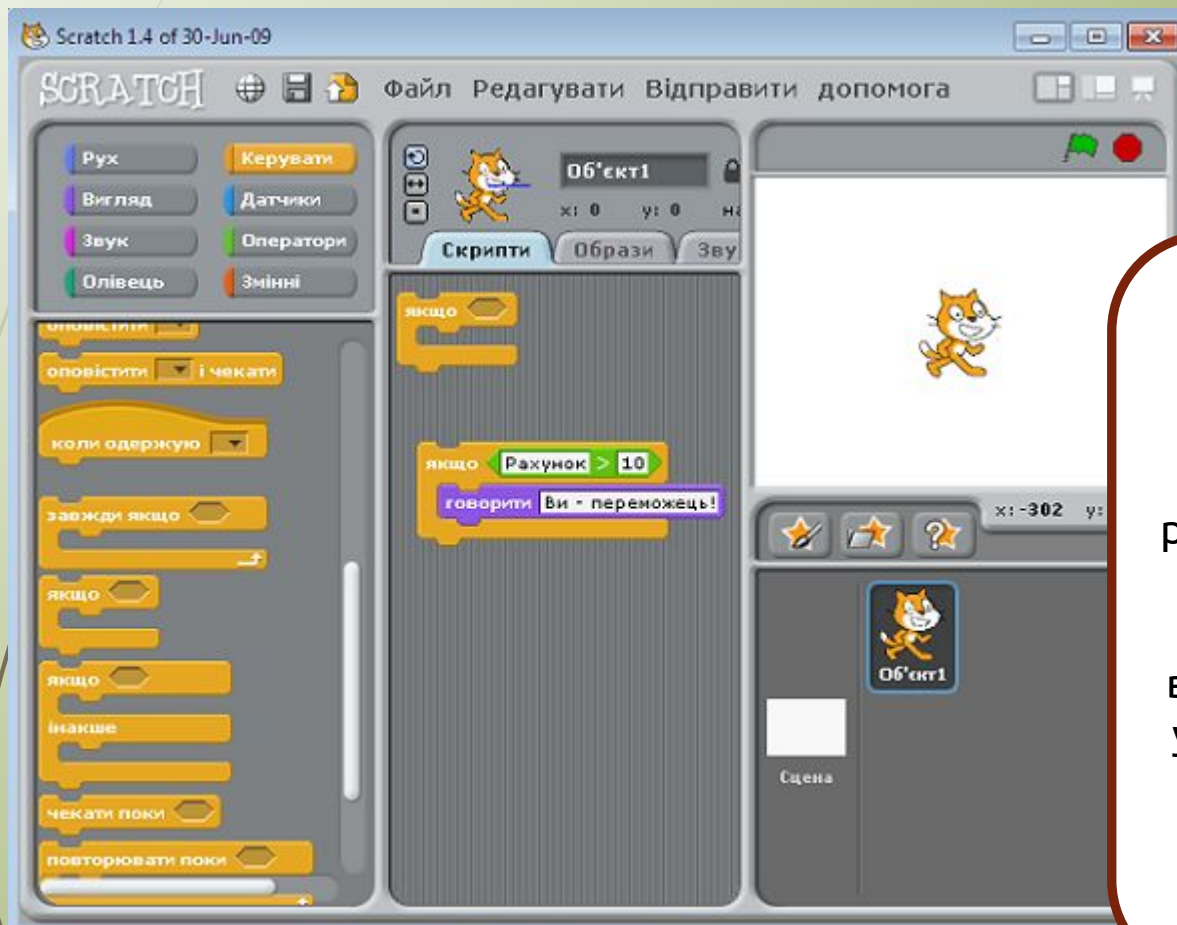 Scratch 1.4 of 30-Jun-09
SCRATCH Файл Редагувати Відправити допомога
Рух Керувати
Вигляд Датчики
Звук Оператори
Олівець Змінні
оповістити
оповістити і чекати
коли одержую
завжди якщо
якщо
якщо
інакше
чекати поки
повторювати поки
Об'єкт1
x: 0 y: 0
Скрипти Образи Зву
якщо
якщо Рахунок > 10
говорити Ви - переможець!
x: -302 y:
Об'єкт1
Сцена